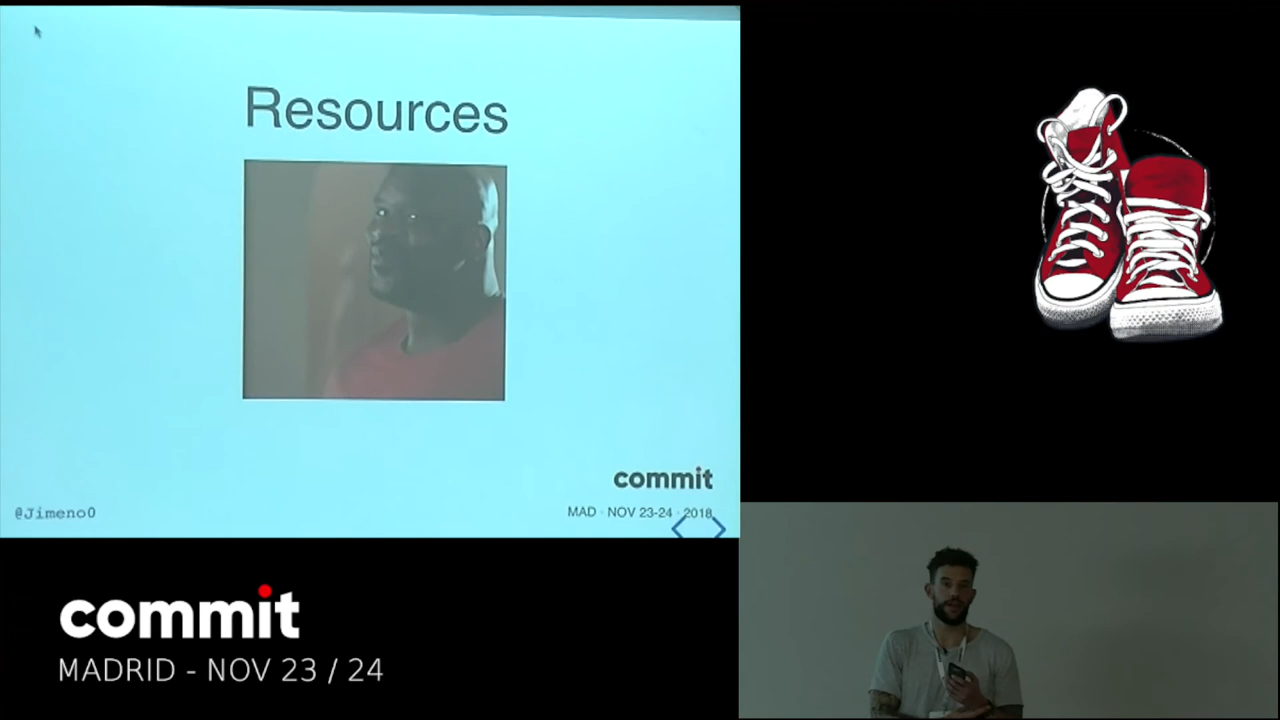 Resources
commit
@Jimeno0
MAD · NOV 23-24 · 2018
commit
MADRID - NOV 23 / 24